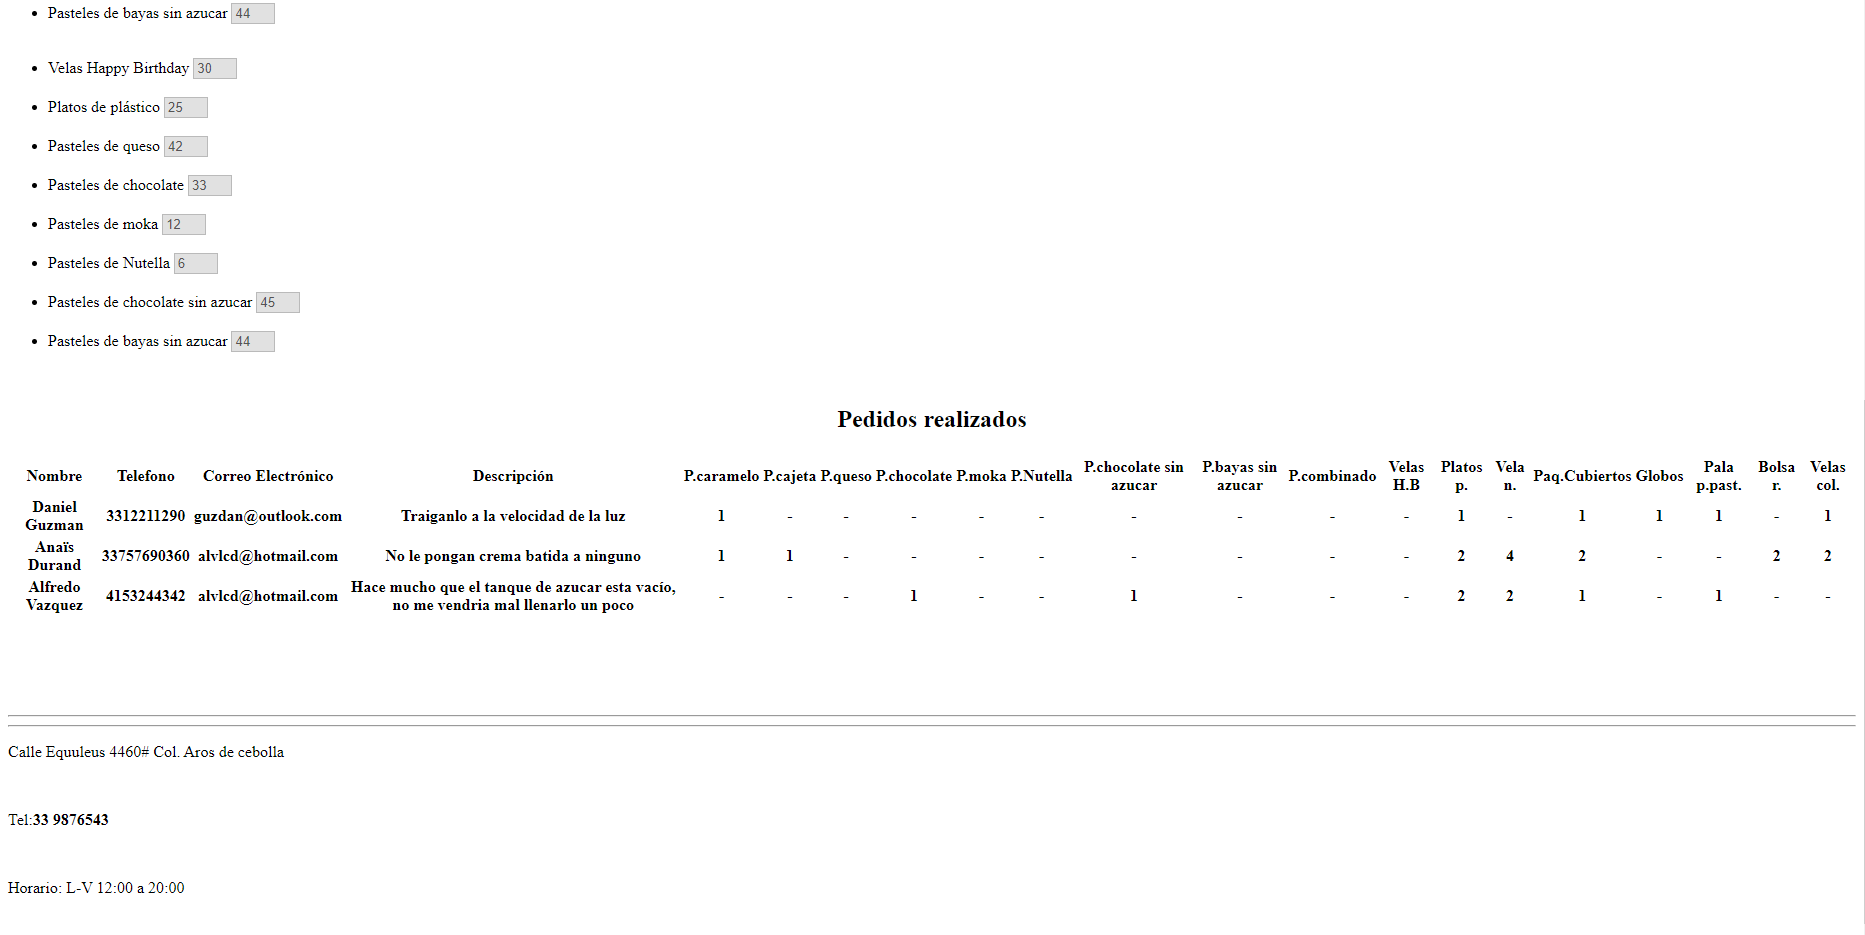 Pasteles de bayas sin azucar 44
Velas Happy Birthday 30
Platos de plástico 25
Pasteles de queso 42
Pasteles de chocolate 33
Pasteles de moka 12
Pasteles de Nutella 6
Pasteles de chocolate sin azucar 45
Pasteles de bayas sin azucar 44
Pedidos realizados
Nombre Telefono Correo Electrónico Descripción P.caramelo P.cajeta P.queso P.chocolate P.moka P.Nutella P.chocolate sin azucar P.bayas sin azucar P.combinado Velas H.B Platos p. Vela n. Paq.Cubiertos Globos Pala p.past. Bolsa r. Velas col.
Daniel Guzman 3312211290 guzdan@outlook.com Traiganlo a la velocidad de la luz 1 - - - - - - - - - 1 - 1 1 1 - 1
Anaïs Durand 33757690360 alvlcd@hotmail.com No le pongan crema batida a ninguno 1 1 - - - - - - - - 2 4 2 - - 2 2
Alfredo Vazquez 4153244342 alvlcd@hotmail.com Hace mucho que el tanque de azucar esta vacío, no me vendria mal llenarlo un poco - - - 1 - - 1 - - - 2 2 1 - 1 - -
Calle Equuleus 4460# Col. Aros de cebolla
Tel:33 9876543
Horario: L-V 12:00 a 20:00